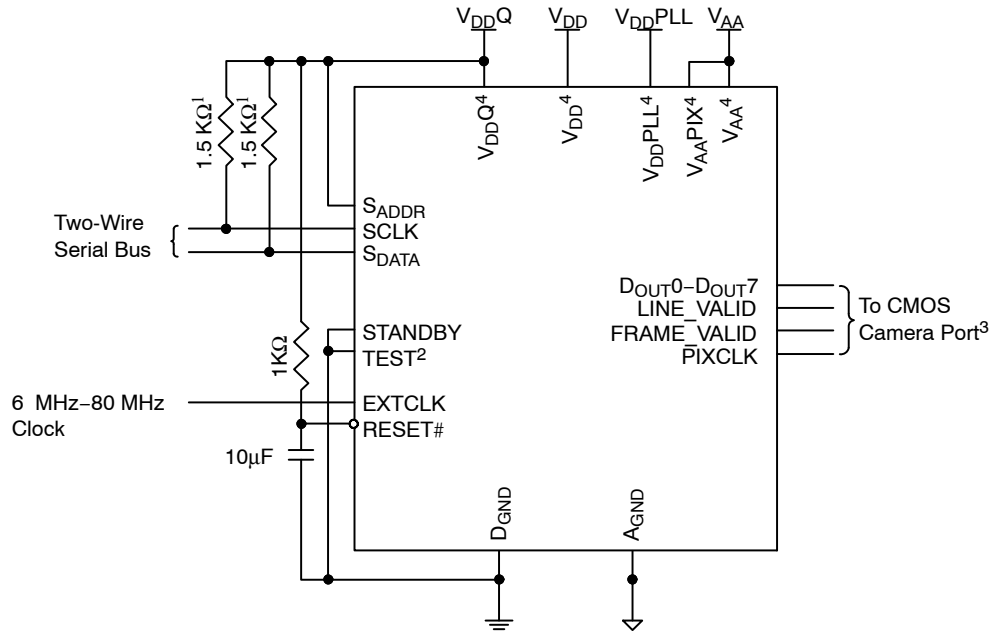 VDDQ VDD VDDPLL VAA
VDDQ4
VDD4
VDDPLL4
VAAPIX4
VAA4
1.5 KΩ1
1.5 KΩ1
Two-Wire
Serial Bus
SADDR
SCLK
SDATA
DOUT0–DOUT7
LINE_VALID
FRAME_VALID
PIXCLK
To CMOS
Camera Port3
1KΩ
STANDBY
TEST2
6 MHz–80 MHz
Clock
EXTCLK
RESET#
10μF
DGND
AGND